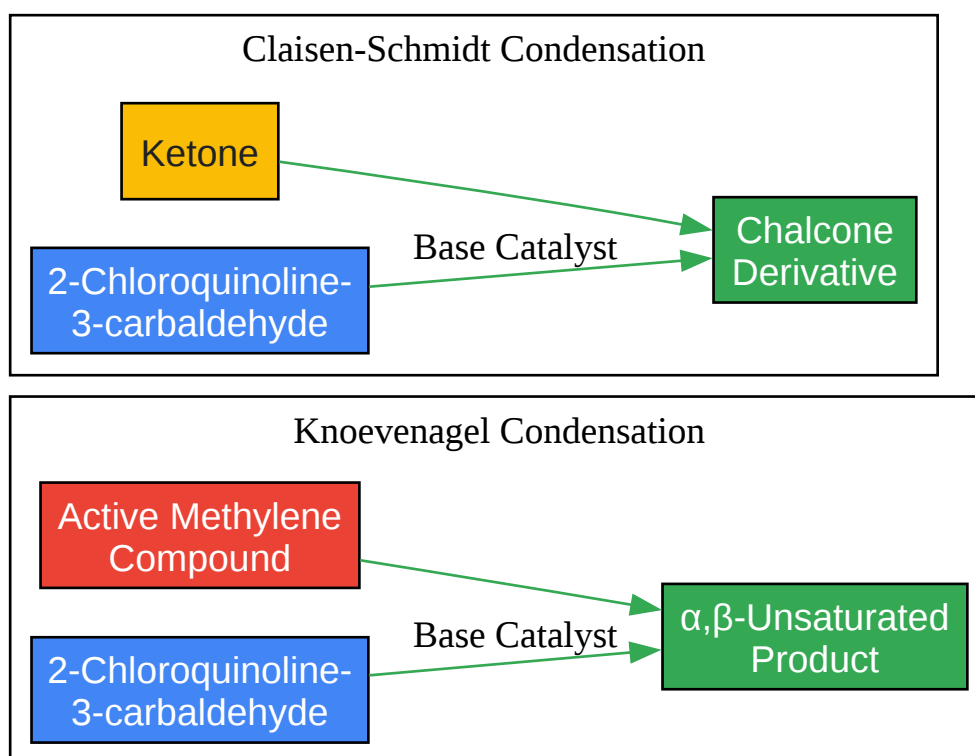 Claisen-Schmidt Condensation
Ketone
2-Chloroquinoline-
3-carbaldehyde
Base Catalyst
Chalcone
Derivative
Knoevenagel Condensation
Active Methylene
Compound
2-Chloroquinoline-
3-carbaldehyde
Base Catalyst
α,β-Unsaturated
Product